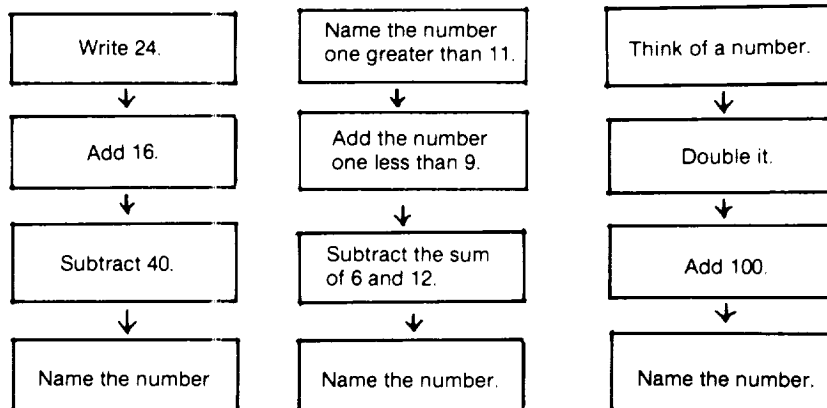 Write 24.
Add 16.
Subtract 40.
Name the number
Name the number
one greater than 11.
Add the number
one less than 9.
Subtract the sum
of 6 and 12.
Name the number.
Think of a number.
Double it.
Add 100.
Name the number.